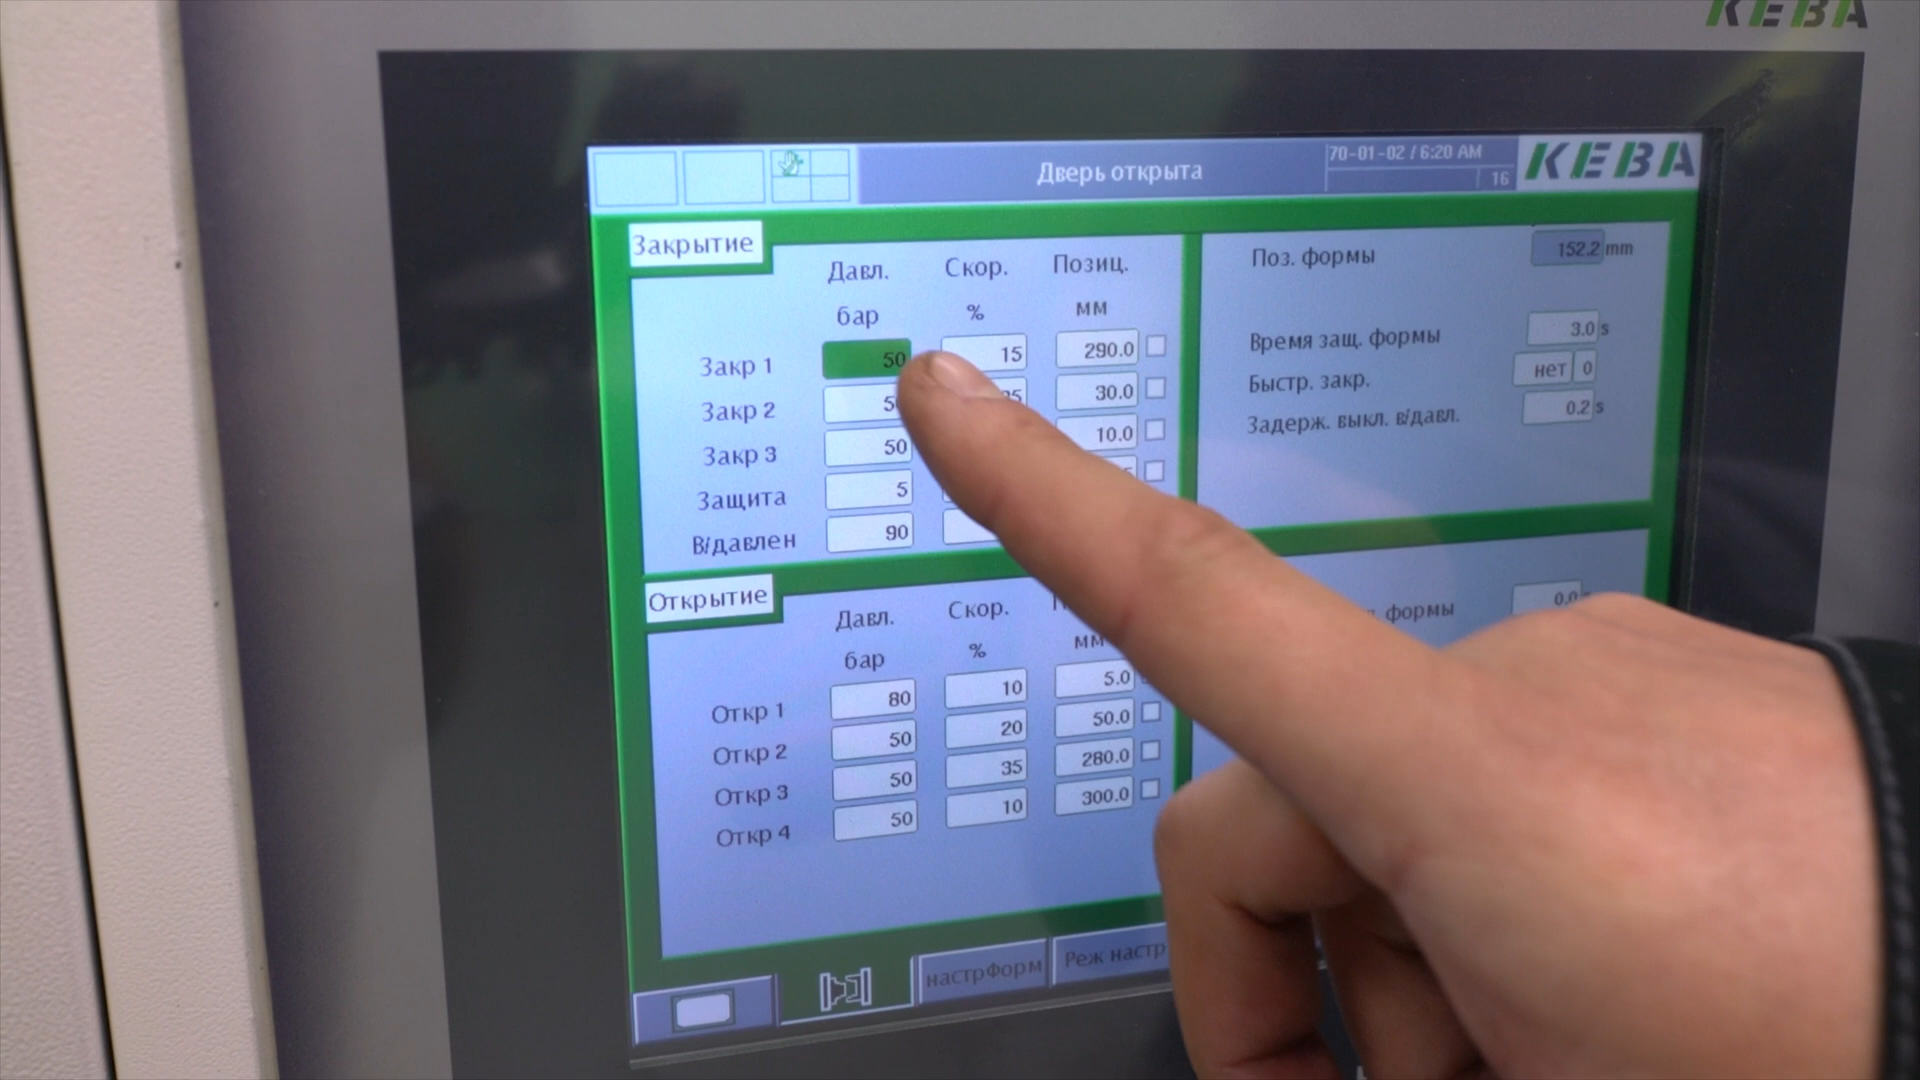 KEBA
Дверь открыта
70-01-02 / 6:20 AM
16
KEBA
Закрытие
Давл. Скор. Позиц.
бар % мм
Закр 1 50 15 290.0
Закр 2 30.0
Закр 3 50 10.0
Защита 5
В/давлен 90
Поз. формы 152.2 mm
Время защ. формы 3.0 s
Быстр. закр. нет 0
Задерж. выкл. в/давл. 0.2 s
Открытие
Давл. Скор.
бар % мм
Откр 1 80 10 5.0
Откр 2 50 20 50.0
Откр 3 50 35 280.0
Откр 4 50 10 300.0
формы 0.0
настрФорм
Реж настр